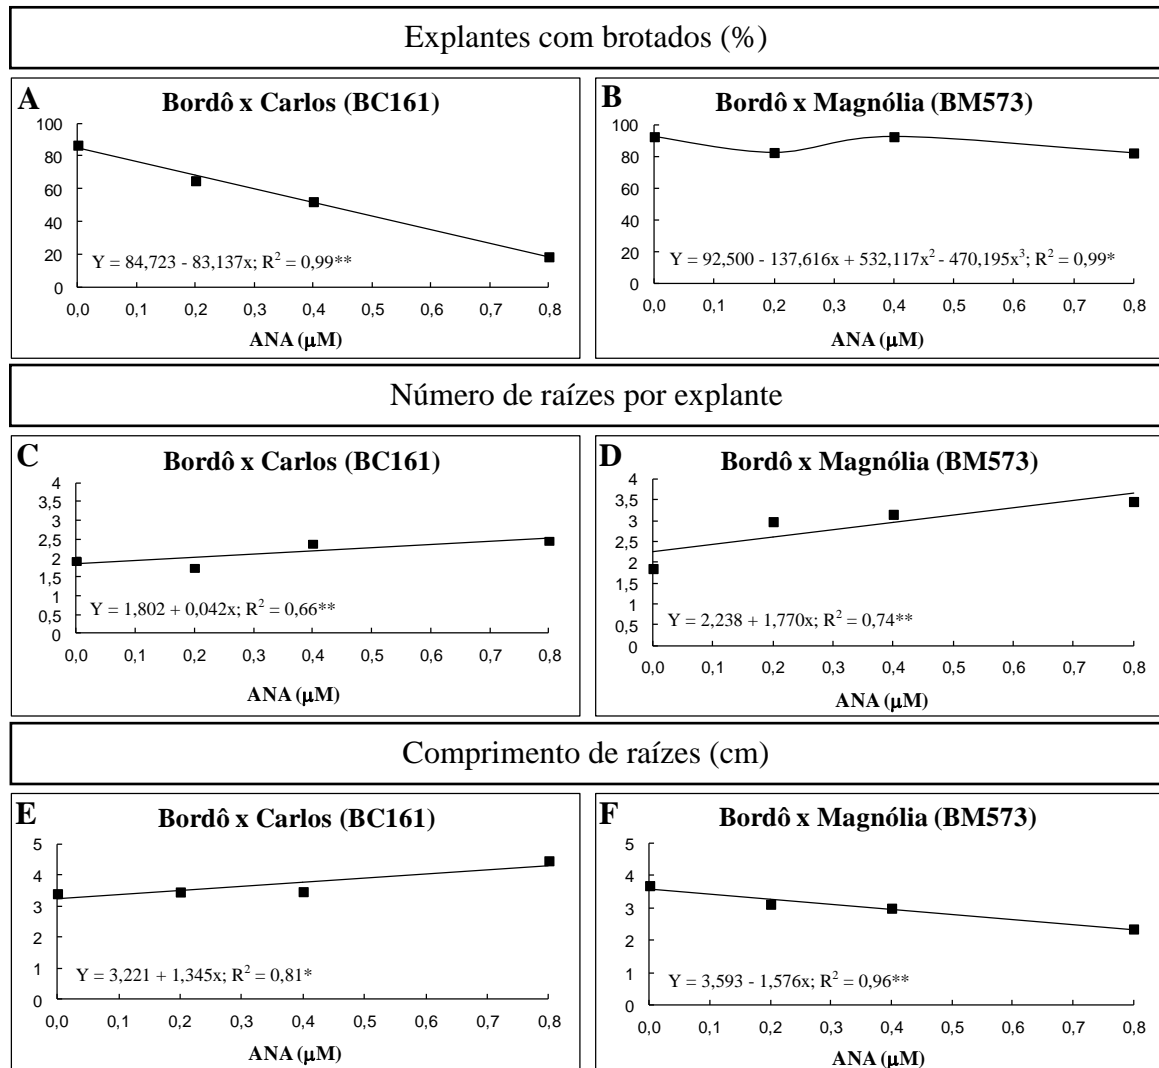 Explantes com brotados (%)
A
Bordô x Carlos (BC161)
100
80
60
40
20
0
Y = 84,723 - 83,137x; R² = 0,99**
0,0 0,1 0,2 0,3 0,4 0,5 0,6 0,7 0,8
ANA (μM)
B
Bordô x Magnólia (BM573)
100
80
60
40
20
0
Y = 92,500 - 137,616x + 532,117x² - 470,195x³; R² = 0,99*
0,0 0,1 0,2 0,3 0,4 0,5 0,6 0,7 0,8
ANA (μM)
Número de raízes por explante
C
Bordô x Carlos (BC161)
4
3,5
3
2,5
2
1,5
1
0,5
0
Y = 1,802 + 0,042x; R² = 0,66**
0,0 0,1 0,2 0,3 0,4 0,5 0,6 0,7 0,8
ANA (μM)
D
Bordô x Magnólia (BM573)
4
3,5
3
2,5
2
1,5
1
0,5
0
Y = 2,238 + 1,770x; R² = 0,74**
0,0 0,1 0,2 0,3 0,4 0,5 0,6 0,7 0,8
ANA (μM)
Comprimento de raízes (cm)
E
Bordô x Carlos (BC161)
5
4
3
2
1
0
Y = 3,221 + 1,345x; R² = 0,81*
0,0 0,1 0,2 0,3 0,4 0,5 0,6 0,7 0,8
ANA (μM)
F
Bordô x Magnólia (BM573)
5
4
3
2
1
0
Y = 3,593 - 1,576x; R² = 0,96**
0,0 0,1 0,2 0,3 0,4 0,5 0,6 0,7 0,8
ANA (μM)